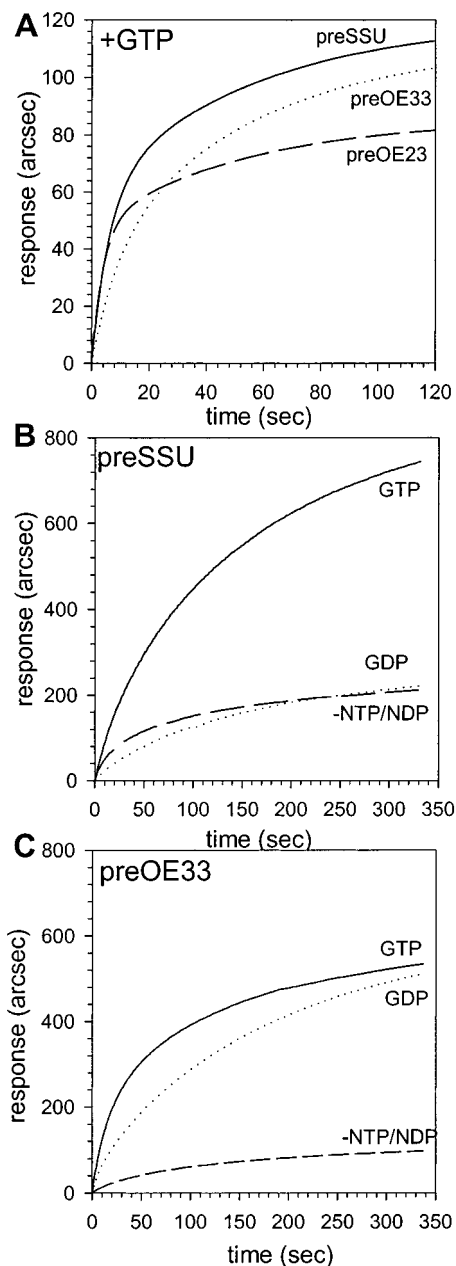 A
+GTP
120
100
80
60
40
20
0
response (arcsec)
preSSU
preOE33
preOE23
0 20 40 60 80 100 120
time (sec)
B
preSSU
800
600
400
200
0
response (arcsec)
GTP
GDP
-NTP/NDP
0 50 100 150 200 250 300 350
time (sec)
C
preOE33
800
600
400
200
0
response (arcsec)
GTP
GDP
-NTP/NDP
0 50 100 150 200 250 300 350
time (sec)